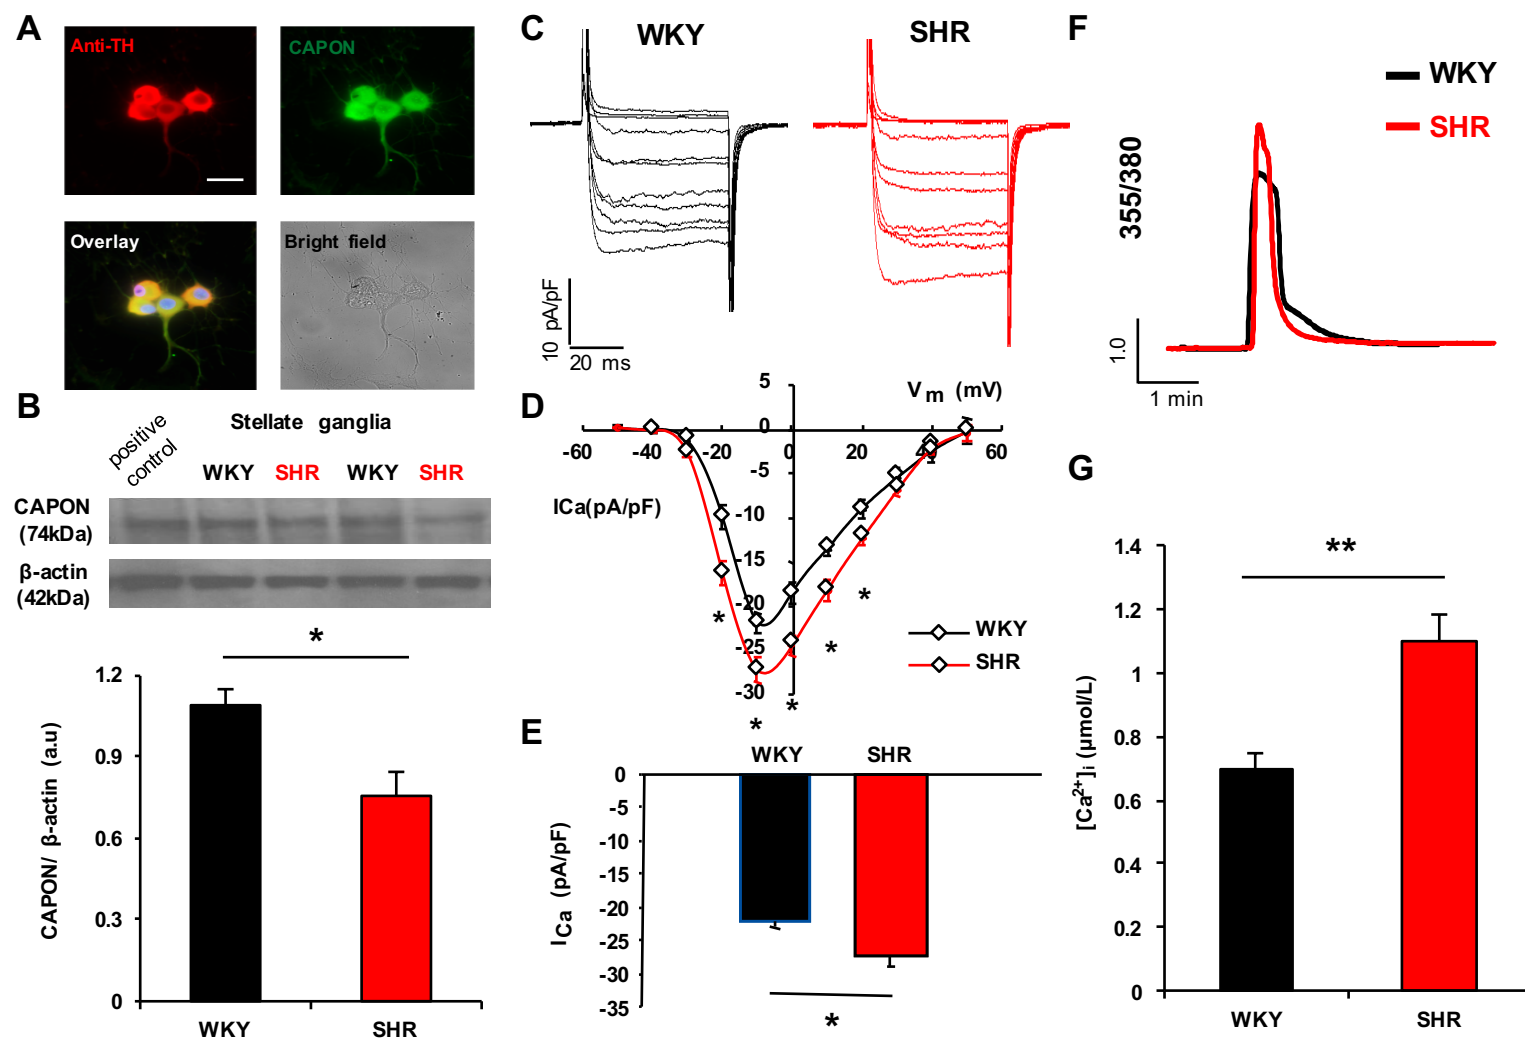 A
Anti-TH
CAPON
Overlay
Bright field
B
positive control
Stellate ganglia
WKY SHR WKY SHR
CAPON
(74kDa)
β-actin
(42kDa)
*
CAPON/ β-actin (a.u)
1.2
0.9
0.6
0.3
0
WKY SHR
C
WKY SHR
10 pA/pF
20 ms
D
Vm (mV)
ICa(pA/pF)
5
0
-5
-10
-15
-20
-25
-30
-60 -40 -20 0 20 40 60
* * * * *
WKY
SHR
E
WKY SHR
ICa (pA/pF)
0
-5
-10
-15
-20
-25
-30
-35
*
F
WKY
SHR
355/380
1.0
1 min
G
**
[Ca2+]i (μmol/L)
1.4
1.2
1
0.8
0.6
0.4
0.2
0
WKY SHR